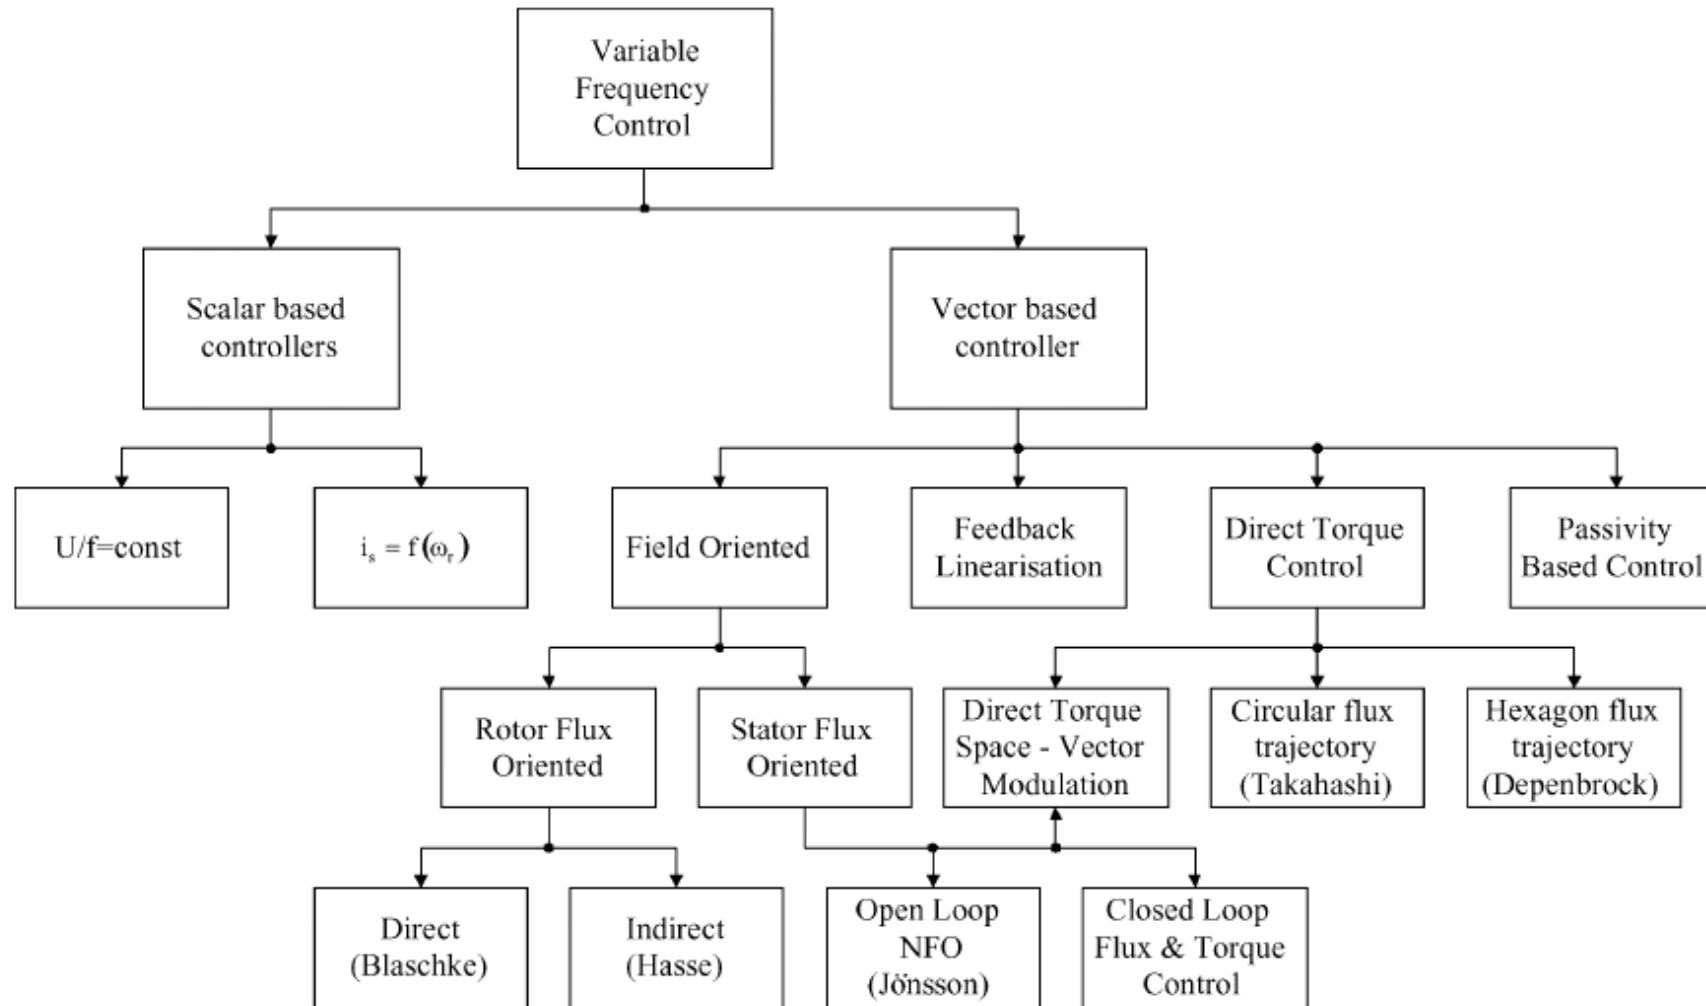 Variable
Frequency
Control
Scalar based
controllers
Vector based
controller
U/f=const
i_s = f(ω_r)
Field Oriented
Feedback
Linearisation
Direct Torque
Control
Passivity
Based Control
Rotor Flux
Oriented
Stator Flux
Oriented
Direct Torque
Space - Vector
Modulation
Circular flux
trajectory
(Takahashi)
Hexagon flux
trajectory
(Depenbrock)
Direct
(Blaschke)
Indirect
(Hasse)
Open Loop
NFO
(Jönsson)
Closed Loop
Flux & Torque
Control